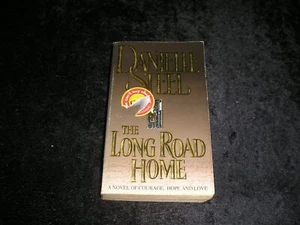 DANIELLE
STEEL
THE
LONG ROAD
HOME
A NOVEL OF COURAGE, HOPE AND LOVE